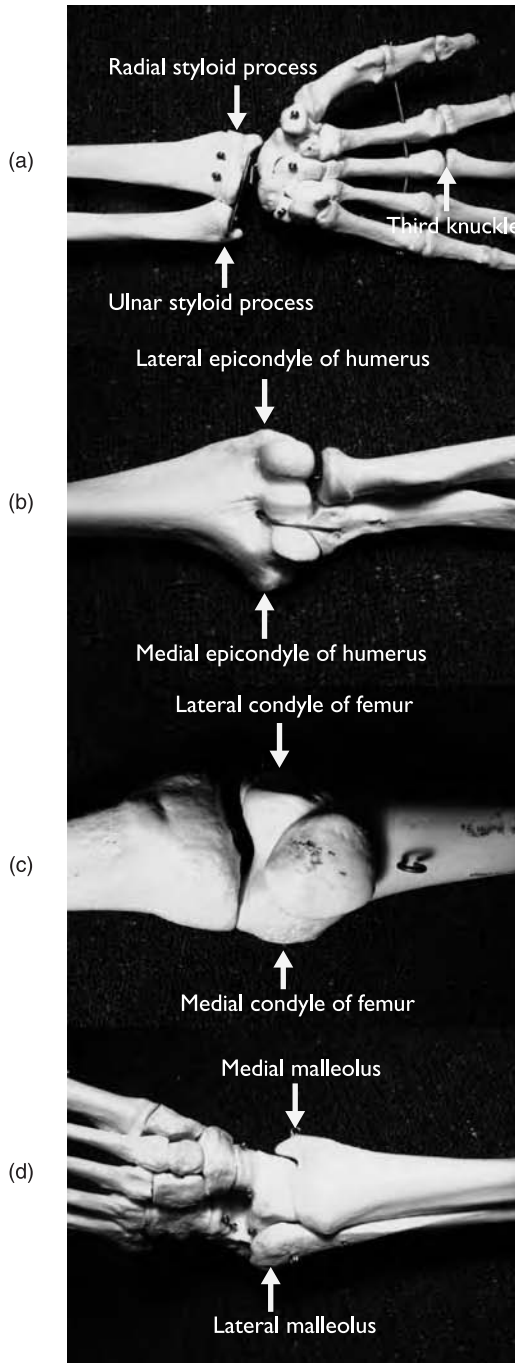 Radial styloid process
(a)
Third knuckle
Ulnar styloid process
Lateral epicondyle of humerus
(b)
Medial epicondyle of humerus
Lateral condyle of femur
(c)
Medial condyle of femur
Medial malleolus
(d)
Lateral malleolus